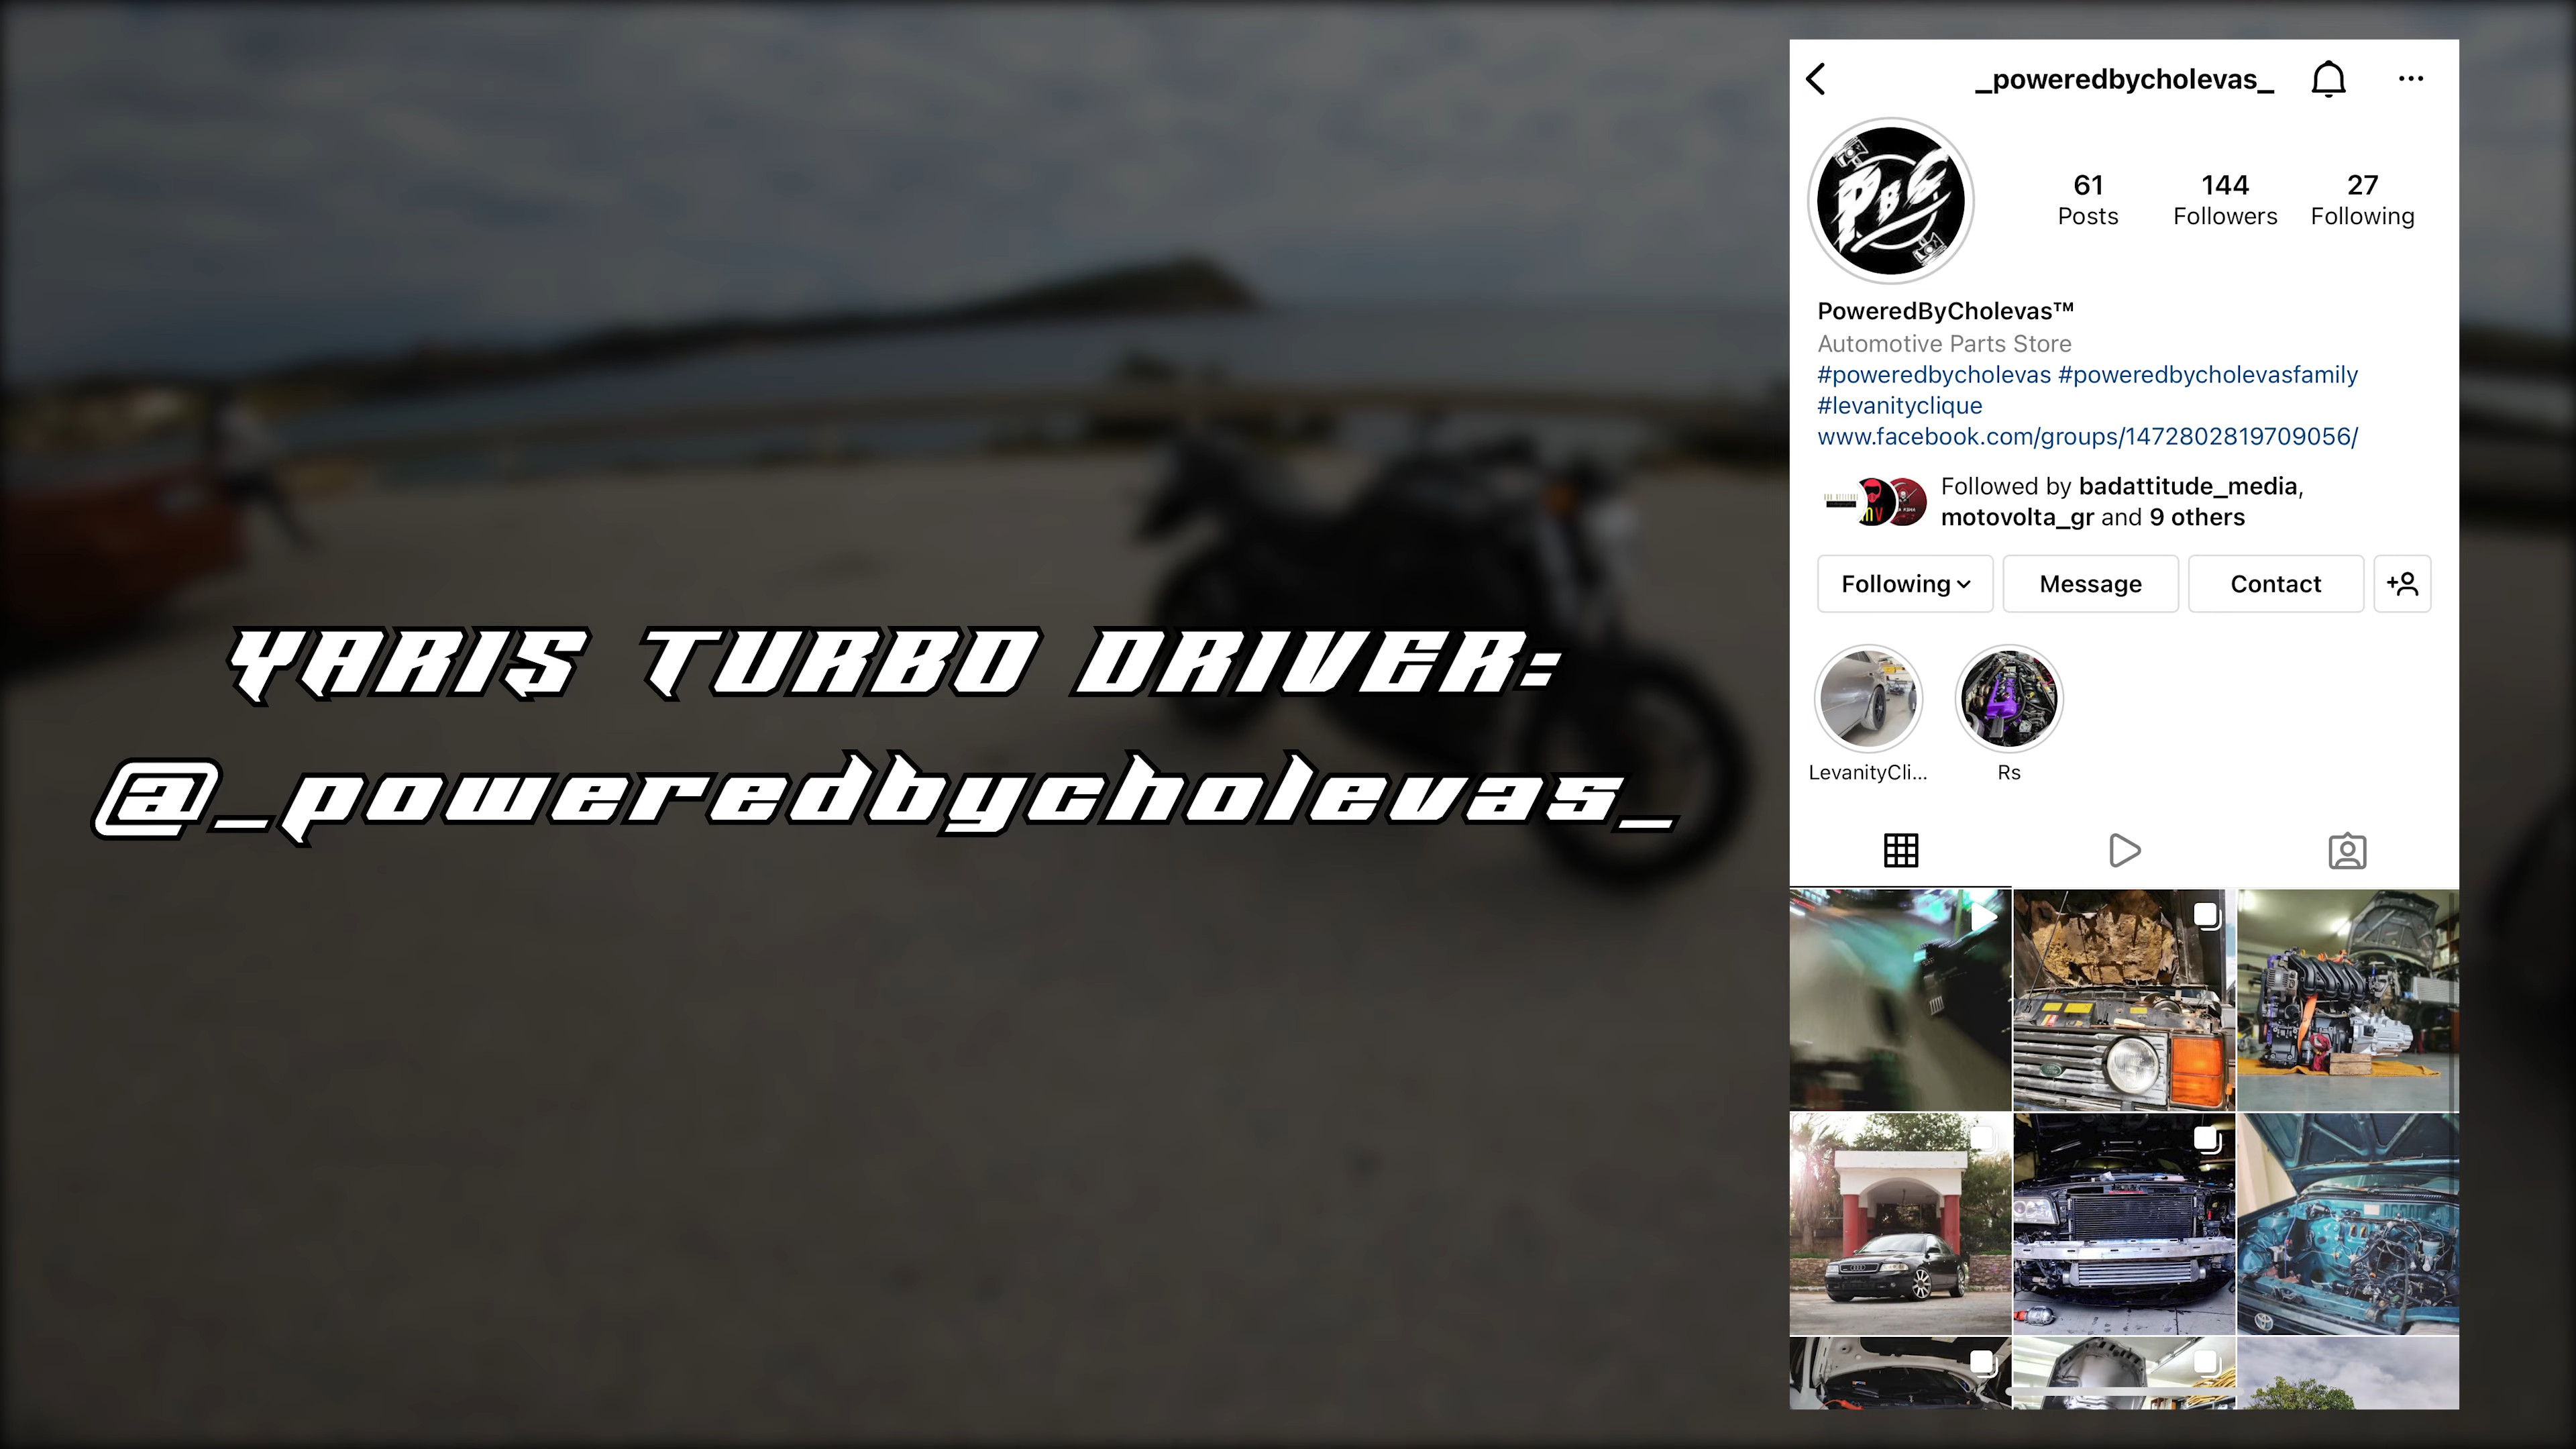 YARIS TURBO DRIVER:
@_poweredbycholevas_
_poweredbycholevas_
PBC
61
Posts
144
Followers
27
Following
PoweredByCholevas™
Automotive Parts Store
#poweredbycholevas #poweredbycholevasfamily
#levanityclique
www.facebook.com/groups/1472802819709056/
Followed by badattitude_media,
motovolta_gr and 9 others
Following
Message
Contact
LevanityCli...
Rs